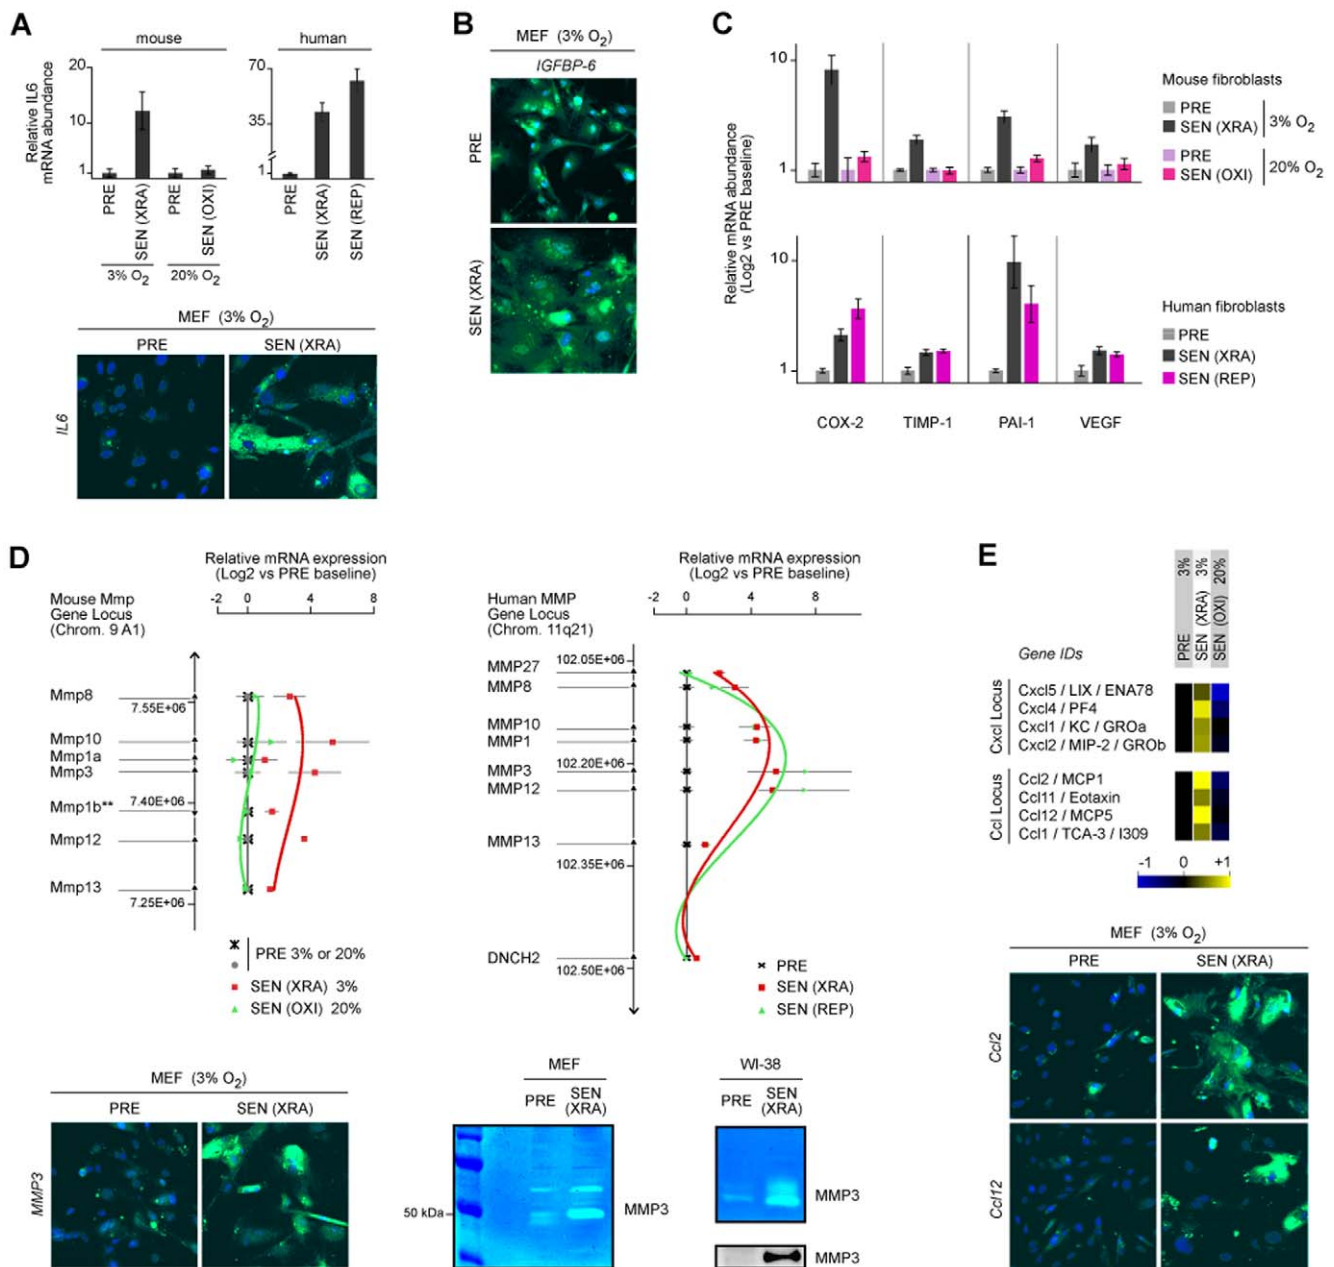 A
mouse
human
Relative IL6
mRNA abundance
20
10
1
70
35
1
PRE
SEN (XRA)
PRE
SEN (OXI)
PRE
SEN (XRA)
SEN (REP)
3% O2
20% O2
MEF (3% O2)
PRE
SEN (XRA)
IL6
B
MEF (3% O2)
IGFBP-6
PRE
SEN (XRA)
C
Relative mRNA abundance
(Log2 vs PRE baseline)
10
1
10
1
COX-2
TIMP-1
PAI-1
VEGF
Mouse fibroblasts
PRE
SEN (XRA)
3% O2
PRE
SEN (OXI)
20% O2
Human fibroblasts
PRE
SEN (XRA)
SEN (REP)
D
Relative mRNA expression
(Log2 vs PRE baseline)
Mouse Mmp
Gene Locus
(Chrom. 9 A1)
-2
0
4
8
Mmp8
7.55E+06
Mmp10
Mmp1a
Mmp3
Mmp1b**
7.40E+06
Mmp12
Mmp13
7.25E+06
PRE 3% or 20%
SEN (XRA) 3%
SEN (OXI) 20%
Relative mRNA expression
(Log2 vs PRE baseline)
Human MMP
Gene Locus
(Chrom. 11q21)
-2
0
4
8
102.05E+06
MMP27
MMP8
MMP10
MMP1
102.20E+06
MMP3
MMP12
MMP13
102.35E+06
DNCH2
102.50E+06
PRE
SEN (XRA)
SEN (REP)
MEF (3% O2)
PRE
SEN (XRA)
MMP3
MEF
PRE
SEN
(XRA)
50 kDa
MMP3
WI-38
PRE
SEN
(XRA)
MMP3
MMP3
E
PRE 3%
SEN (XRA) 3%
SEN (OXI) 20%
Gene IDs
Cxcl Locus
Cxcl5 / LIX / ENA78
Cxcl4 / PF4
Cxcl1 / KC / GROa
Cxcl2 / MIP-2 / GROb
Ccl Locus
Ccl2 / MCP1
Ccl11 / Eotaxin
Ccl12 / MCP5
Ccl1 / TCA-3 / I309
-1
0
+1
MEF (3% O2)
PRE
SEN (XRA)
Ccl2
Ccl12